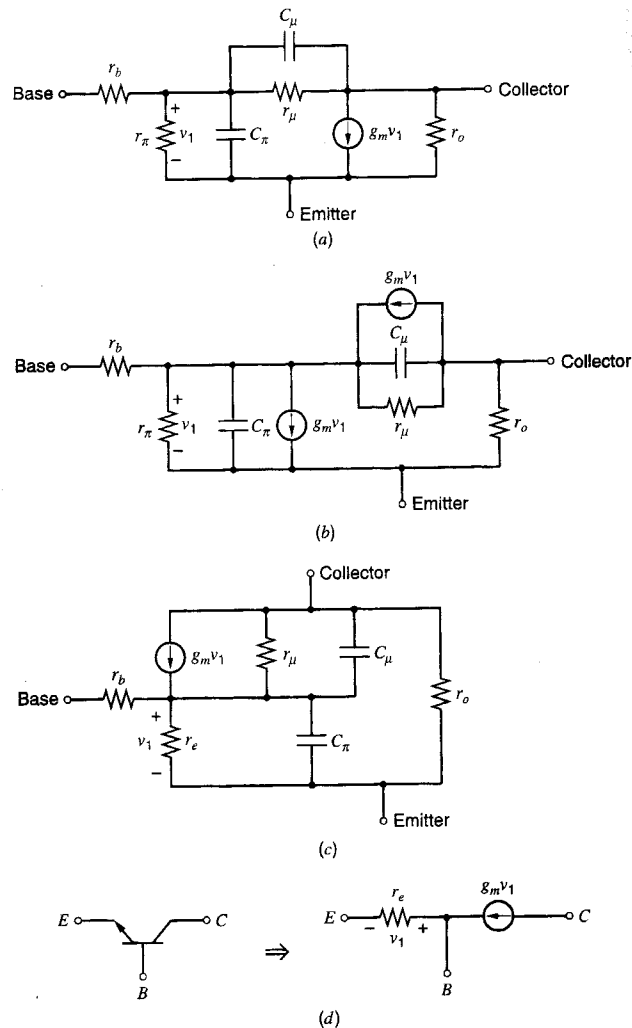 C_μ
r_b
Base
Collector
+
r_π v_1
−
C_π
r_μ
g_m v_1
r_o
Emitter
(a)
g_m v_1
r_b
C_μ
Base
Collector
+
r_π v_1
−
C_π
g_m v_1
r_μ
r_o
Emitter
(b)
Collector
g_m v_1
r_μ
C_μ
r_b
Base
r_o
+
v_1 r_e
−
C_π
Emitter
(c)
E C
B
⇒
r_e
g_m v_1
E − v_1 + C
B
(d)